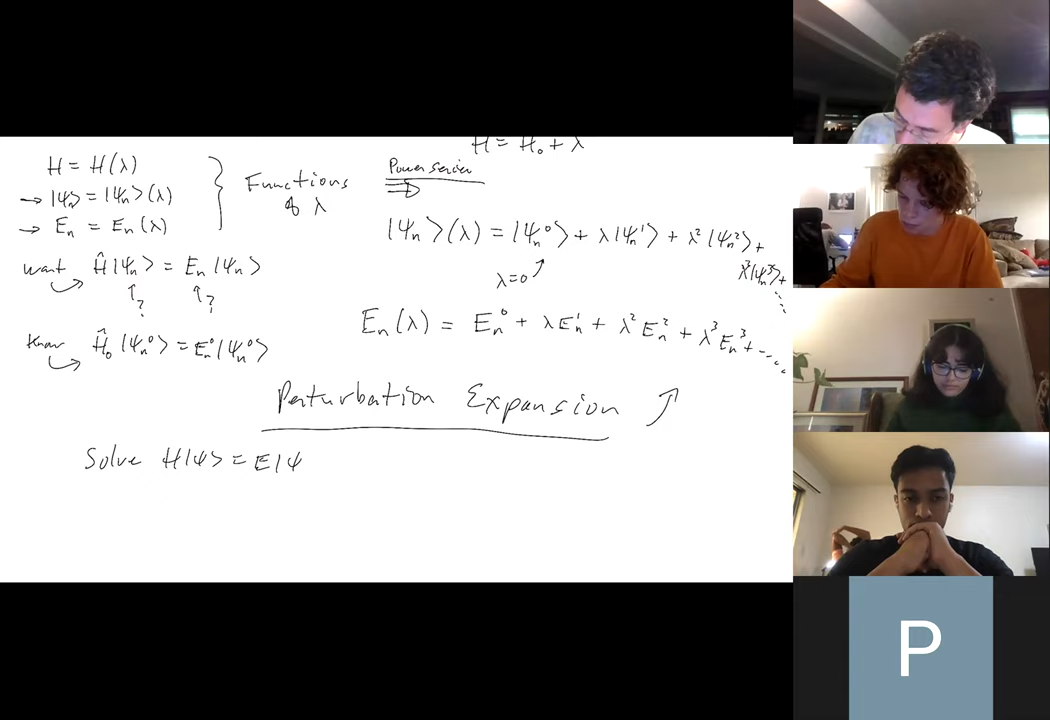 H = H₀ + λ
H = H(λ)
→ |ψₙ> = |ψₙ>(λ)
→ Eₙ = Eₙ(λ)
Functions
of λ
Power series
⇒
|ψₙ>(λ) = |ψₙ⁰> + λ|ψₙ¹> + λ²|ψₙ²> +
λ³|ψₙ³> +
λ=0
want Ĥ|ψₙ> = Eₙ|ψₙ>
? ?
Eₙ(λ) = Eₙ⁰ + λEₙ¹ + λ²Eₙ² + λ³Eₙ³ + ....
Know Ĥ₀|ψₙ⁰> = Eₙ⁰|ψₙ⁰>
Perturbation Expansion
Solve H|ψ> = E|ψ
P